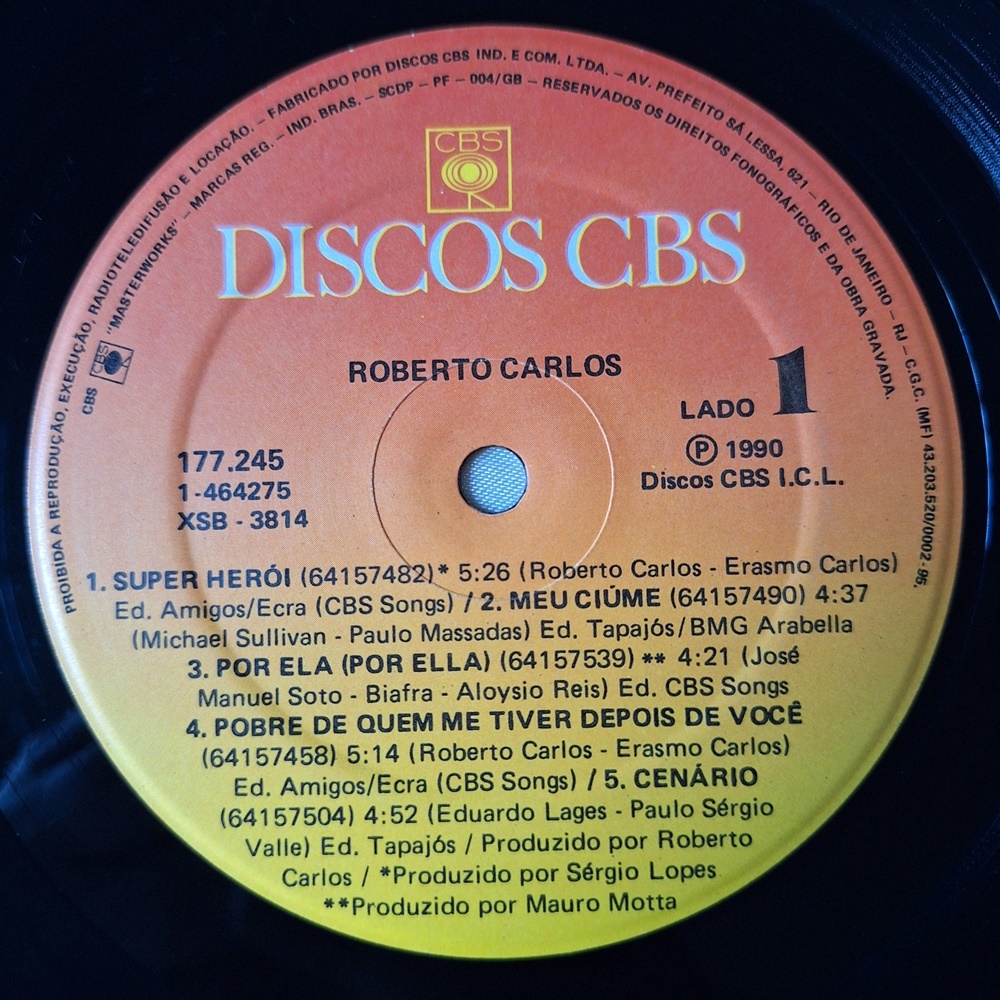 PROIBIDA A REPRODUÇÃO, EXECUÇÃO, RADIOTELEDIFUSÃO E LOCAÇÃO. – FABRICADO POR DISCOS CBS IND. E COM. LTDA. – AV. PREFEITO SÁ LESSA, 621 – RIO DE JANEIRO – RJ – C.G.C. (MF) 43.203.520/0002-96.
CBS CBS "MASTERWORKS" – MARCAS REG. – IND. BRAS. – SCDP – PF – 004/GB – RESERVADOS OS DIREITOS FONOGRÁFICOS E DA OBRA GRAVADA.
CBS
DISCOS CBS
ROBERTO CARLOS
LADO 1
177.245
1-464275
XSB - 3814
Ⓟ 1990
Discos CBS I.C.L.
1. SUPER HERÓI (64157482)* 5:26 (Roberto Carlos - Erasmo Carlos)
Ed. Amigos/Ecra (CBS Songs) / 2. MEU CIÚME (64157490) 4:37
(Michael Sullivan - Paulo Massadas) Ed. Tapajós/BMG Arabella
3. POR ELA (POR ELLA) (64157539) ** 4:21 (José
Manuel Soto - Biafra - Aloysio Reis) Ed. CBS Songs
4. POBRE DE QUEM ME TIVER DEPOIS DE VOCÊ
(64157458) 5:14 (Roberto Carlos - Erasmo Carlos)
Ed. Amigos/Ecra (CBS Songs) / 5. CENÁRIO
(64157504) 4:52 (Eduardo Lages - Paulo Sérgio
Valle) Ed. Tapajós / Produzido por Roberto
Carlos / *Produzido por Sérgio Lopes
**Produzido por Mauro Motta